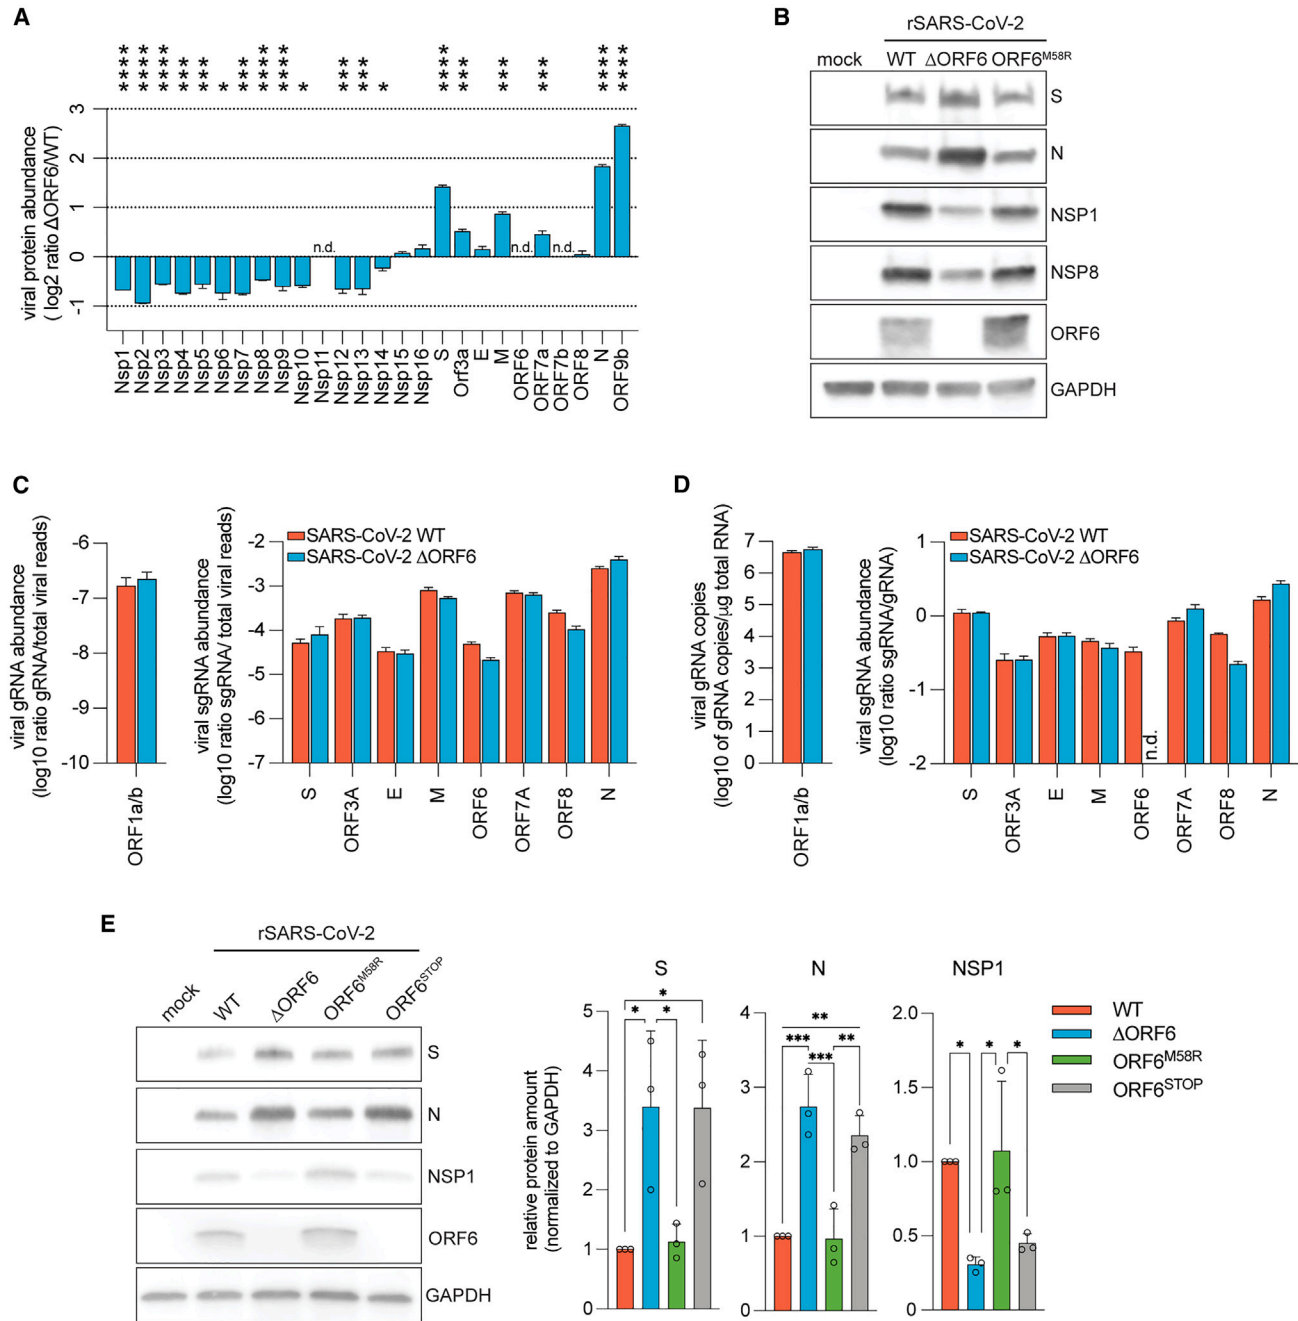 A
**** **** **** *** *** * *** **** **** * *** *** * **** *** *** *** **** ****
viral protein abundance
( log2 ratio ΔORF6/WT)
3
2
1
0
-1
n.d.
n.d.
n.d.
Nsp1
Nsp2
Nsp3
Nsp4
Nsp5
Nsp6
Nsp7
Nsp8
Nsp9
Nsp10
Nsp11
Nsp12
Nsp13
Nsp14
Nsp15
Nsp16
S
Orf3a
E
M
ORF6
ORF7a
ORF7b
ORF8
N
ORF9b
B
rSARS-CoV-2
mock WT ΔORF6 ORF6M58R
S
N
NSP1
NSP8
ORF6
GAPDH
C
viral gRNA abundance
(log10 ratio gRNA/total viral reads)
-6
-7
-8
-9
-10
ORF1a/b
viral sgRNA abundance
(log10 ratio sgRNA/ total viral reads)
SARS-CoV-2 WT
SARS-CoV-2 ΔORF6
-2
-3
-4
-5
-6
-7
S
ORF3A
E
M
ORF6
ORF7A
ORF8
N
D
viral gRNA copies
(log10 of gRNA copies/µg total RNA)
7
6
5
4
3
2
1
0
ORF1a/b
viral sgRNA abundance
(log10 ratio sgRNA/gRNA)
SARS-CoV-2 WT
SARS-CoV-2 ΔORF6
1
0
-1
-2
n.d.
S
ORF3A
E
M
ORF6
ORF7A
ORF8
N
E
rSARS-CoV-2
mock WT ΔORF6 ORF6M58R ORF6STOP
S
N
NSP1
ORF6
GAPDH
relative protein amount
(normalized to GAPDH)
S
*
* *
5
4
3
2
1
0
N
**
*** **
***
4
3
2
1
0
NSP1
* * *
2.0
1.5
1.0
0.5
0
WT
ΔORF6
ORF6M58R
ORF6STOP